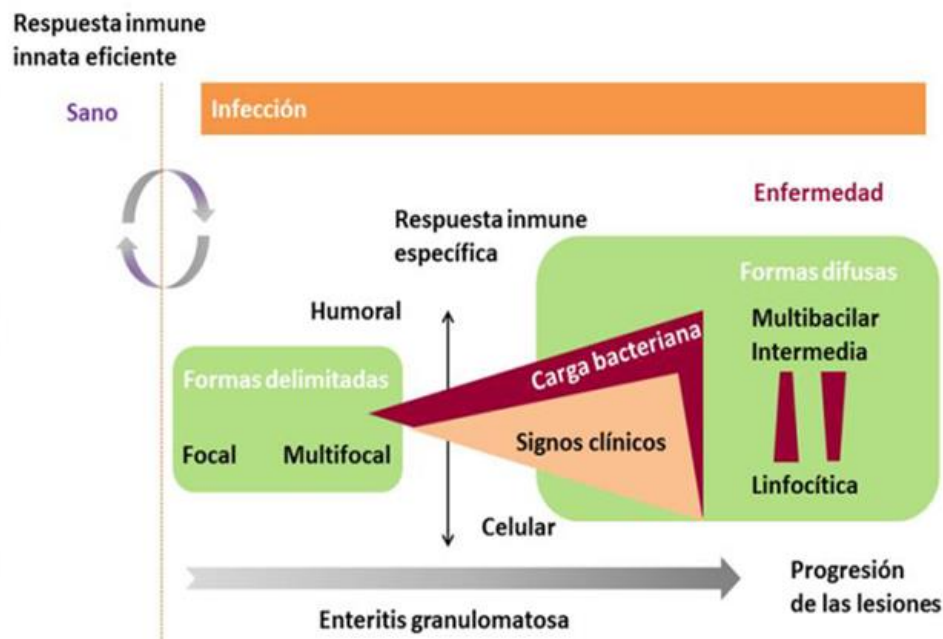 Respuesta inmune
innata eficiente
Sano
Infección
Enfermedad
Respuesta inmune
específica
Formas difusas
Humoral
Multibacilar
Intermedia
Carga bacteriana
Formas delimitadas
Signos clínicos
Focal
Multifocal
Linfocítica
Celular
Progresión
de las lesiones
Enteritis granulomatosa